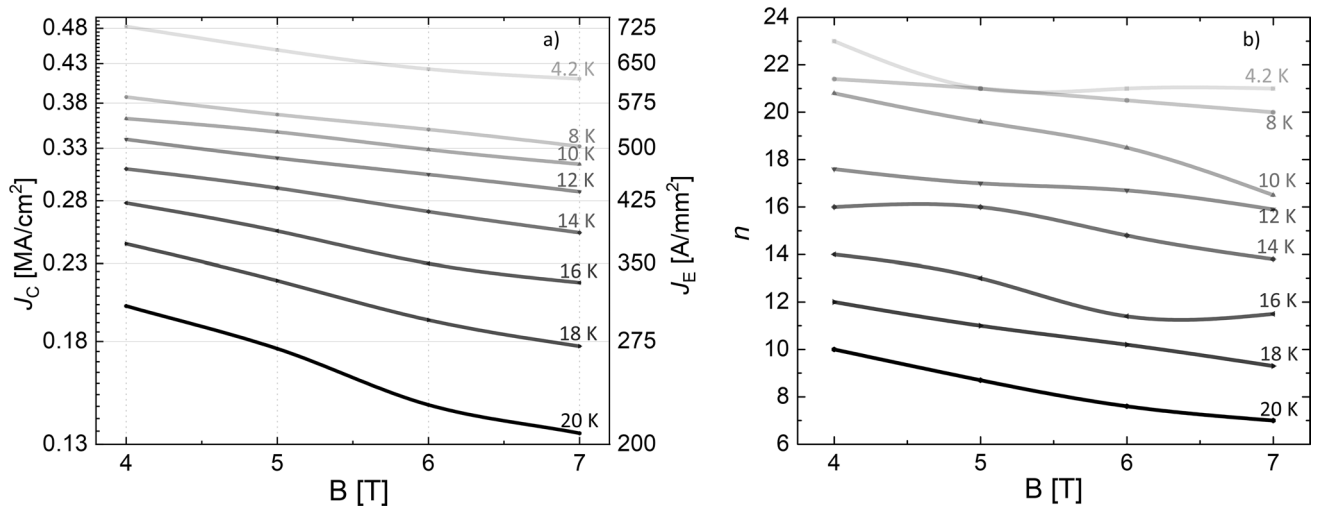 a)
J_C [MA/cm²]
0.48
0.43
0.38
0.33
0.28
0.23
0.18
0.13
4.2 K
8 K
10 K
12 K
14 K
16 K
18 K
20 K
725
650
575
500
425
350
275
200
J_E [A/mm²]
4 5 6 7
B [T]
b)
n
24
22
20
18
16
14
12
10
8
6
4.2 K
8 K
10 K
12 K
14 K
16 K
18 K
20 K
4 5 6 7
B [T]